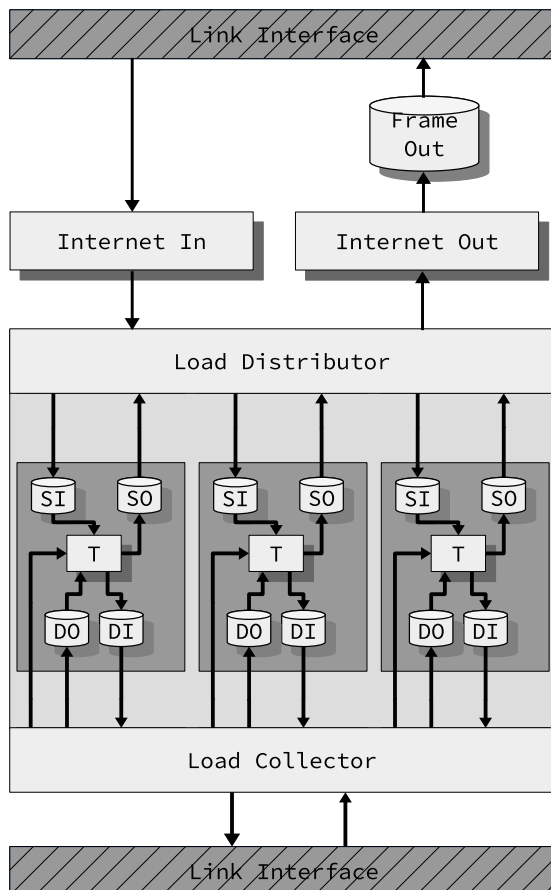 Link Interface
Frame
Out
Internet In
Internet Out
Load Distributor
SI
SO
SI
SO
SI
SO
T
T
T
DO
DI
DO
DI
DO
DI
Load Collector
Link Interface